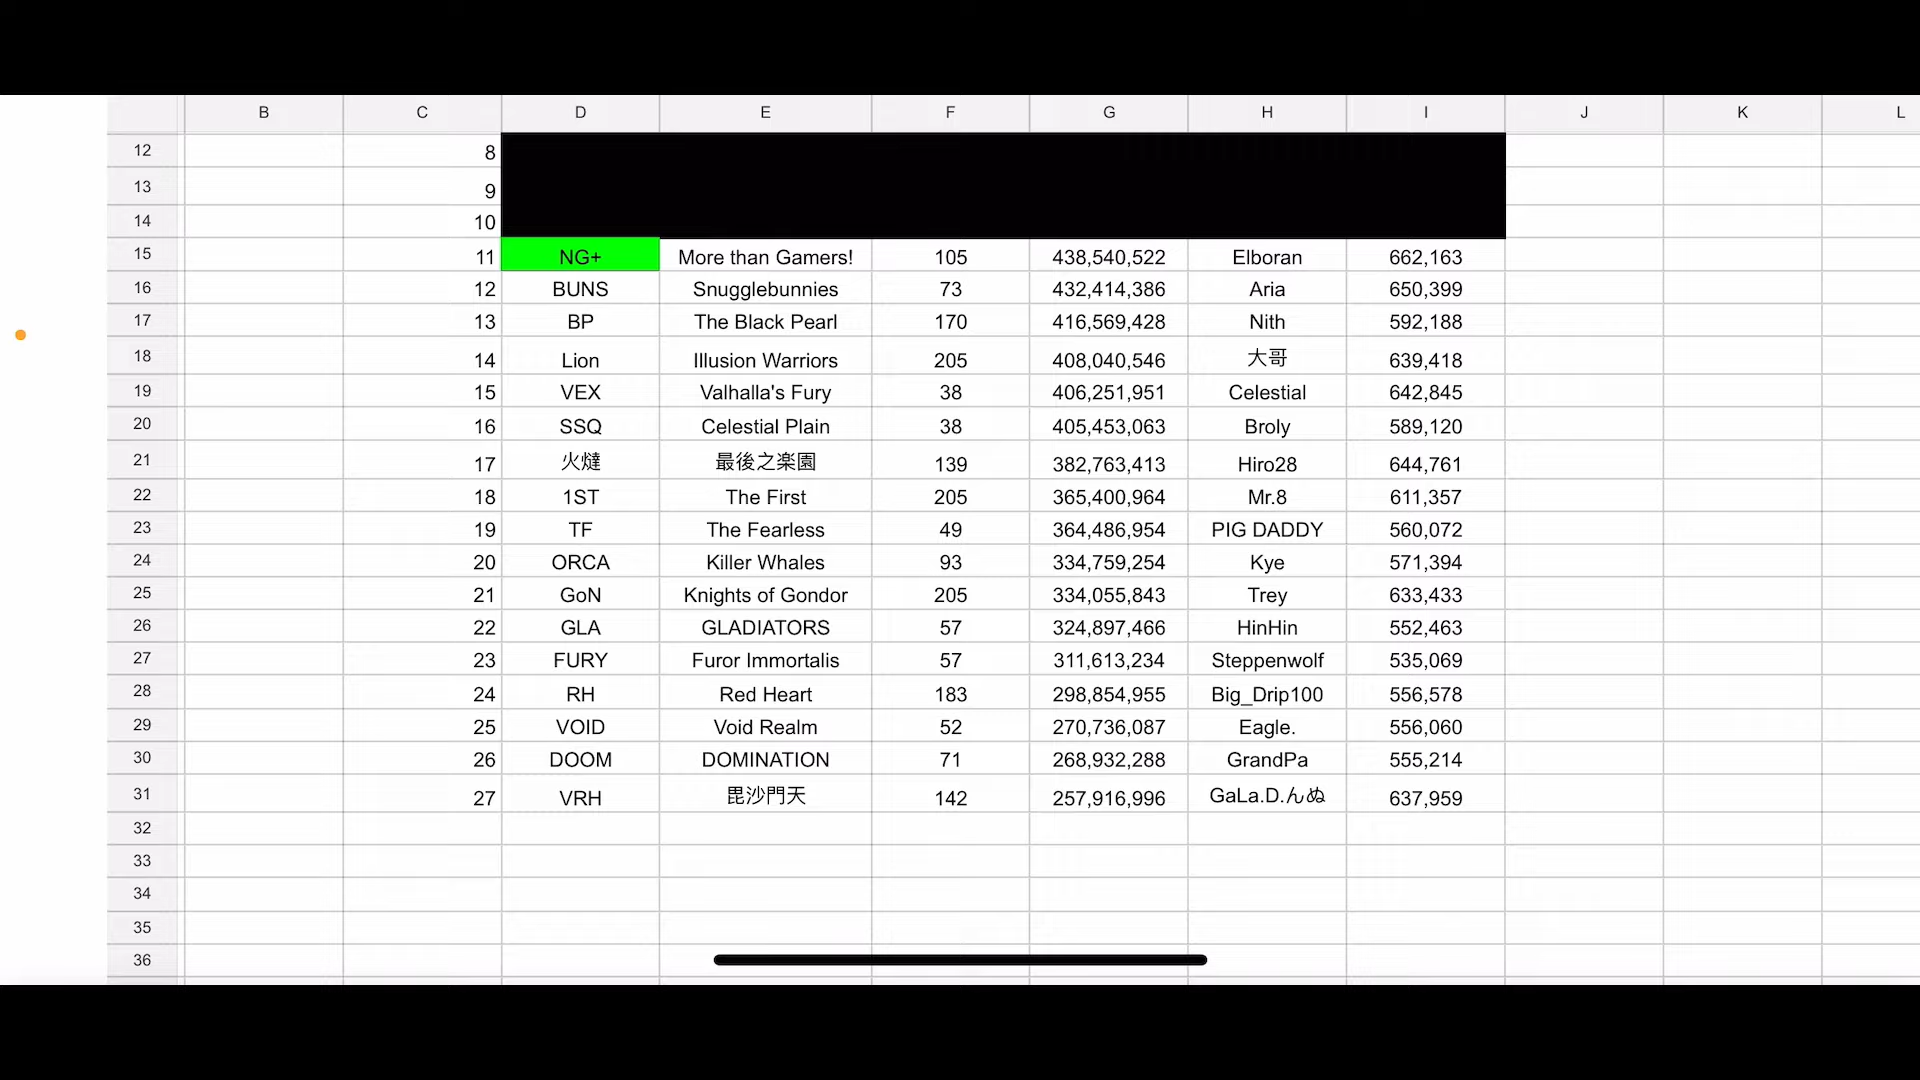 B C D E F G H I J K L
12 8
13 9
14 10
15 11 NG+ More than Gamers! 105 438,540,522 Elboran 662,163
16 12 BUNS Snugglebunnies 73 432,414,386 Aria 650,399
17 13 BP The Black Pearl 170 416,569,428 Nith 592,188
18 14 Lion Illusion Warriors 205 408,040,546 大哥 639,418
19 15 VEX Valhalla's Fury 38 406,251,951 Celestial 642,845
20 16 SSQ Celestial Plain 38 405,453,063 Broly 589,120
21 17 火燵 最後之楽園 139 382,763,413 Hiro28 644,761
22 18 1ST The First 205 365,400,964 Mr.8 611,357
23 19 TF The Fearless 49 364,486,954 PIG DADDY 560,072
24 20 ORCA Killer Whales 93 334,759,254 Kye 571,394
25 21 GoN Knights of Gondor 205 334,055,843 Trey 633,433
26 22 GLA GLADIATORS 57 324,897,466 HinHin 552,463
27 23 FURY Furor Immortalis 57 311,613,234 Steppenwolf 535,069
28 24 RH Red Heart 183 298,854,955 Big_Drip100 556,578
29 25 VOID Void Realm 52 270,736,087 Eagle. 556,060
30 26 DOOM DOMINATION 71 268,932,288 GrandPa 555,214
31 27 VRH 毘沙門天 142 257,916,996 GaLa.D.んぬ 637,959
32
33
34
35
36